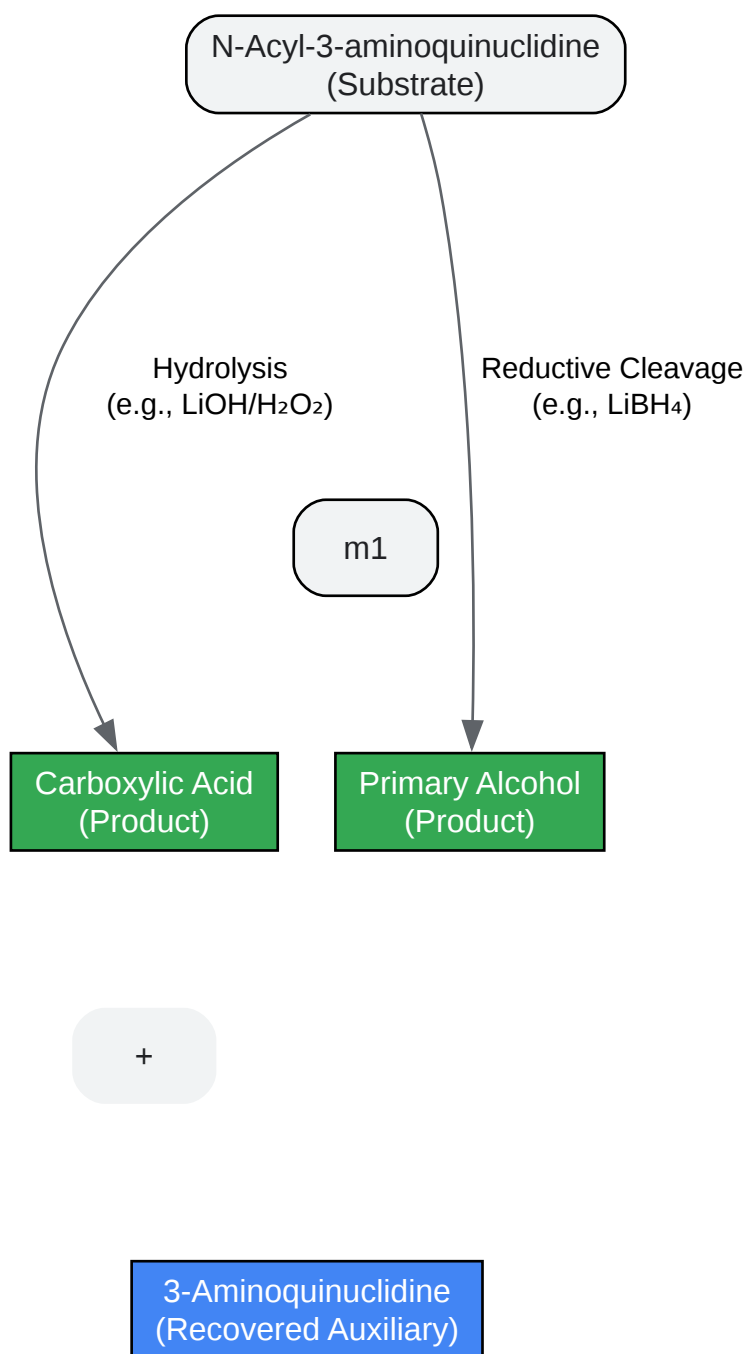 N-Acyl-3-aminoquinuclidine
(Substrate)
Hydrolysis
(e.g., LiOH/H₂O₂)
Reductive Cleavage
(e.g., LiBH₄)
m1
Carboxylic Acid
(Product)
Primary Alcohol
(Product)
+
3-Aminoquinuclidine
(Recovered Auxiliary)